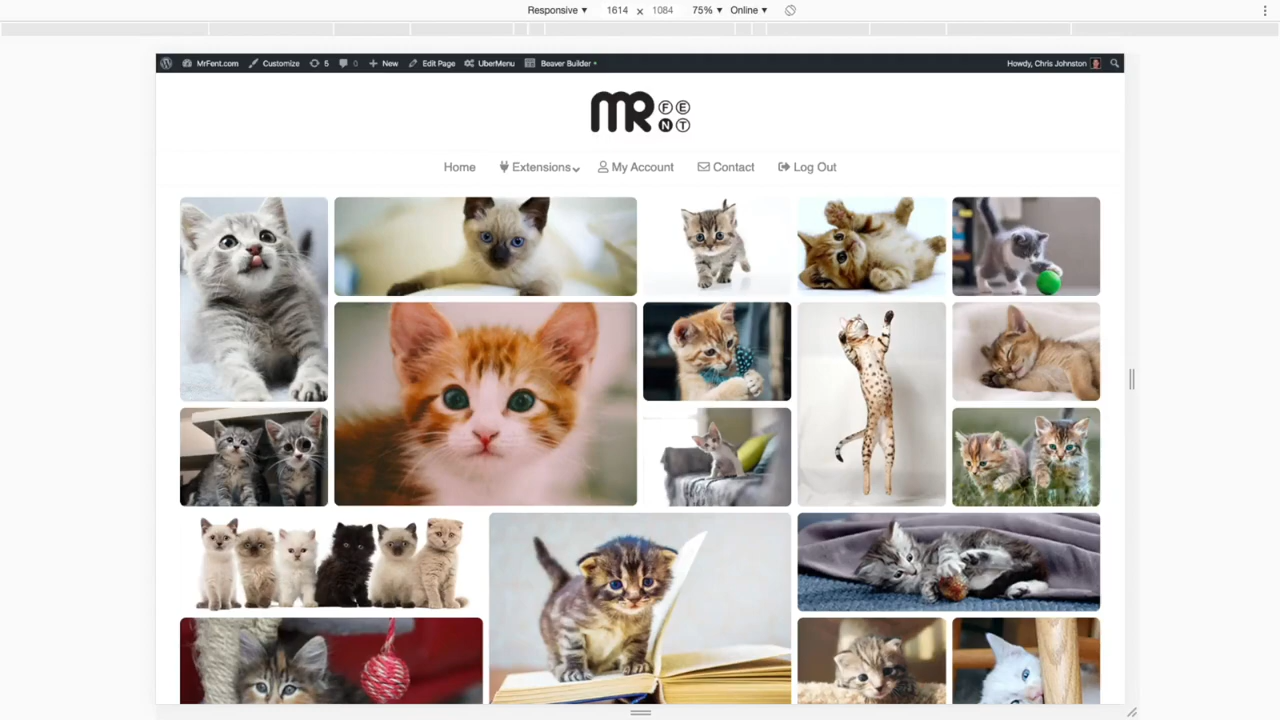 Responsive 1614 × 1084 75% Online
MrFent.com Customize 5 0 New Edit Page UberMenu Beaver Builder Howdy, Chris Johnston
MR FENT
Home Extensions My Account Contact Log Out